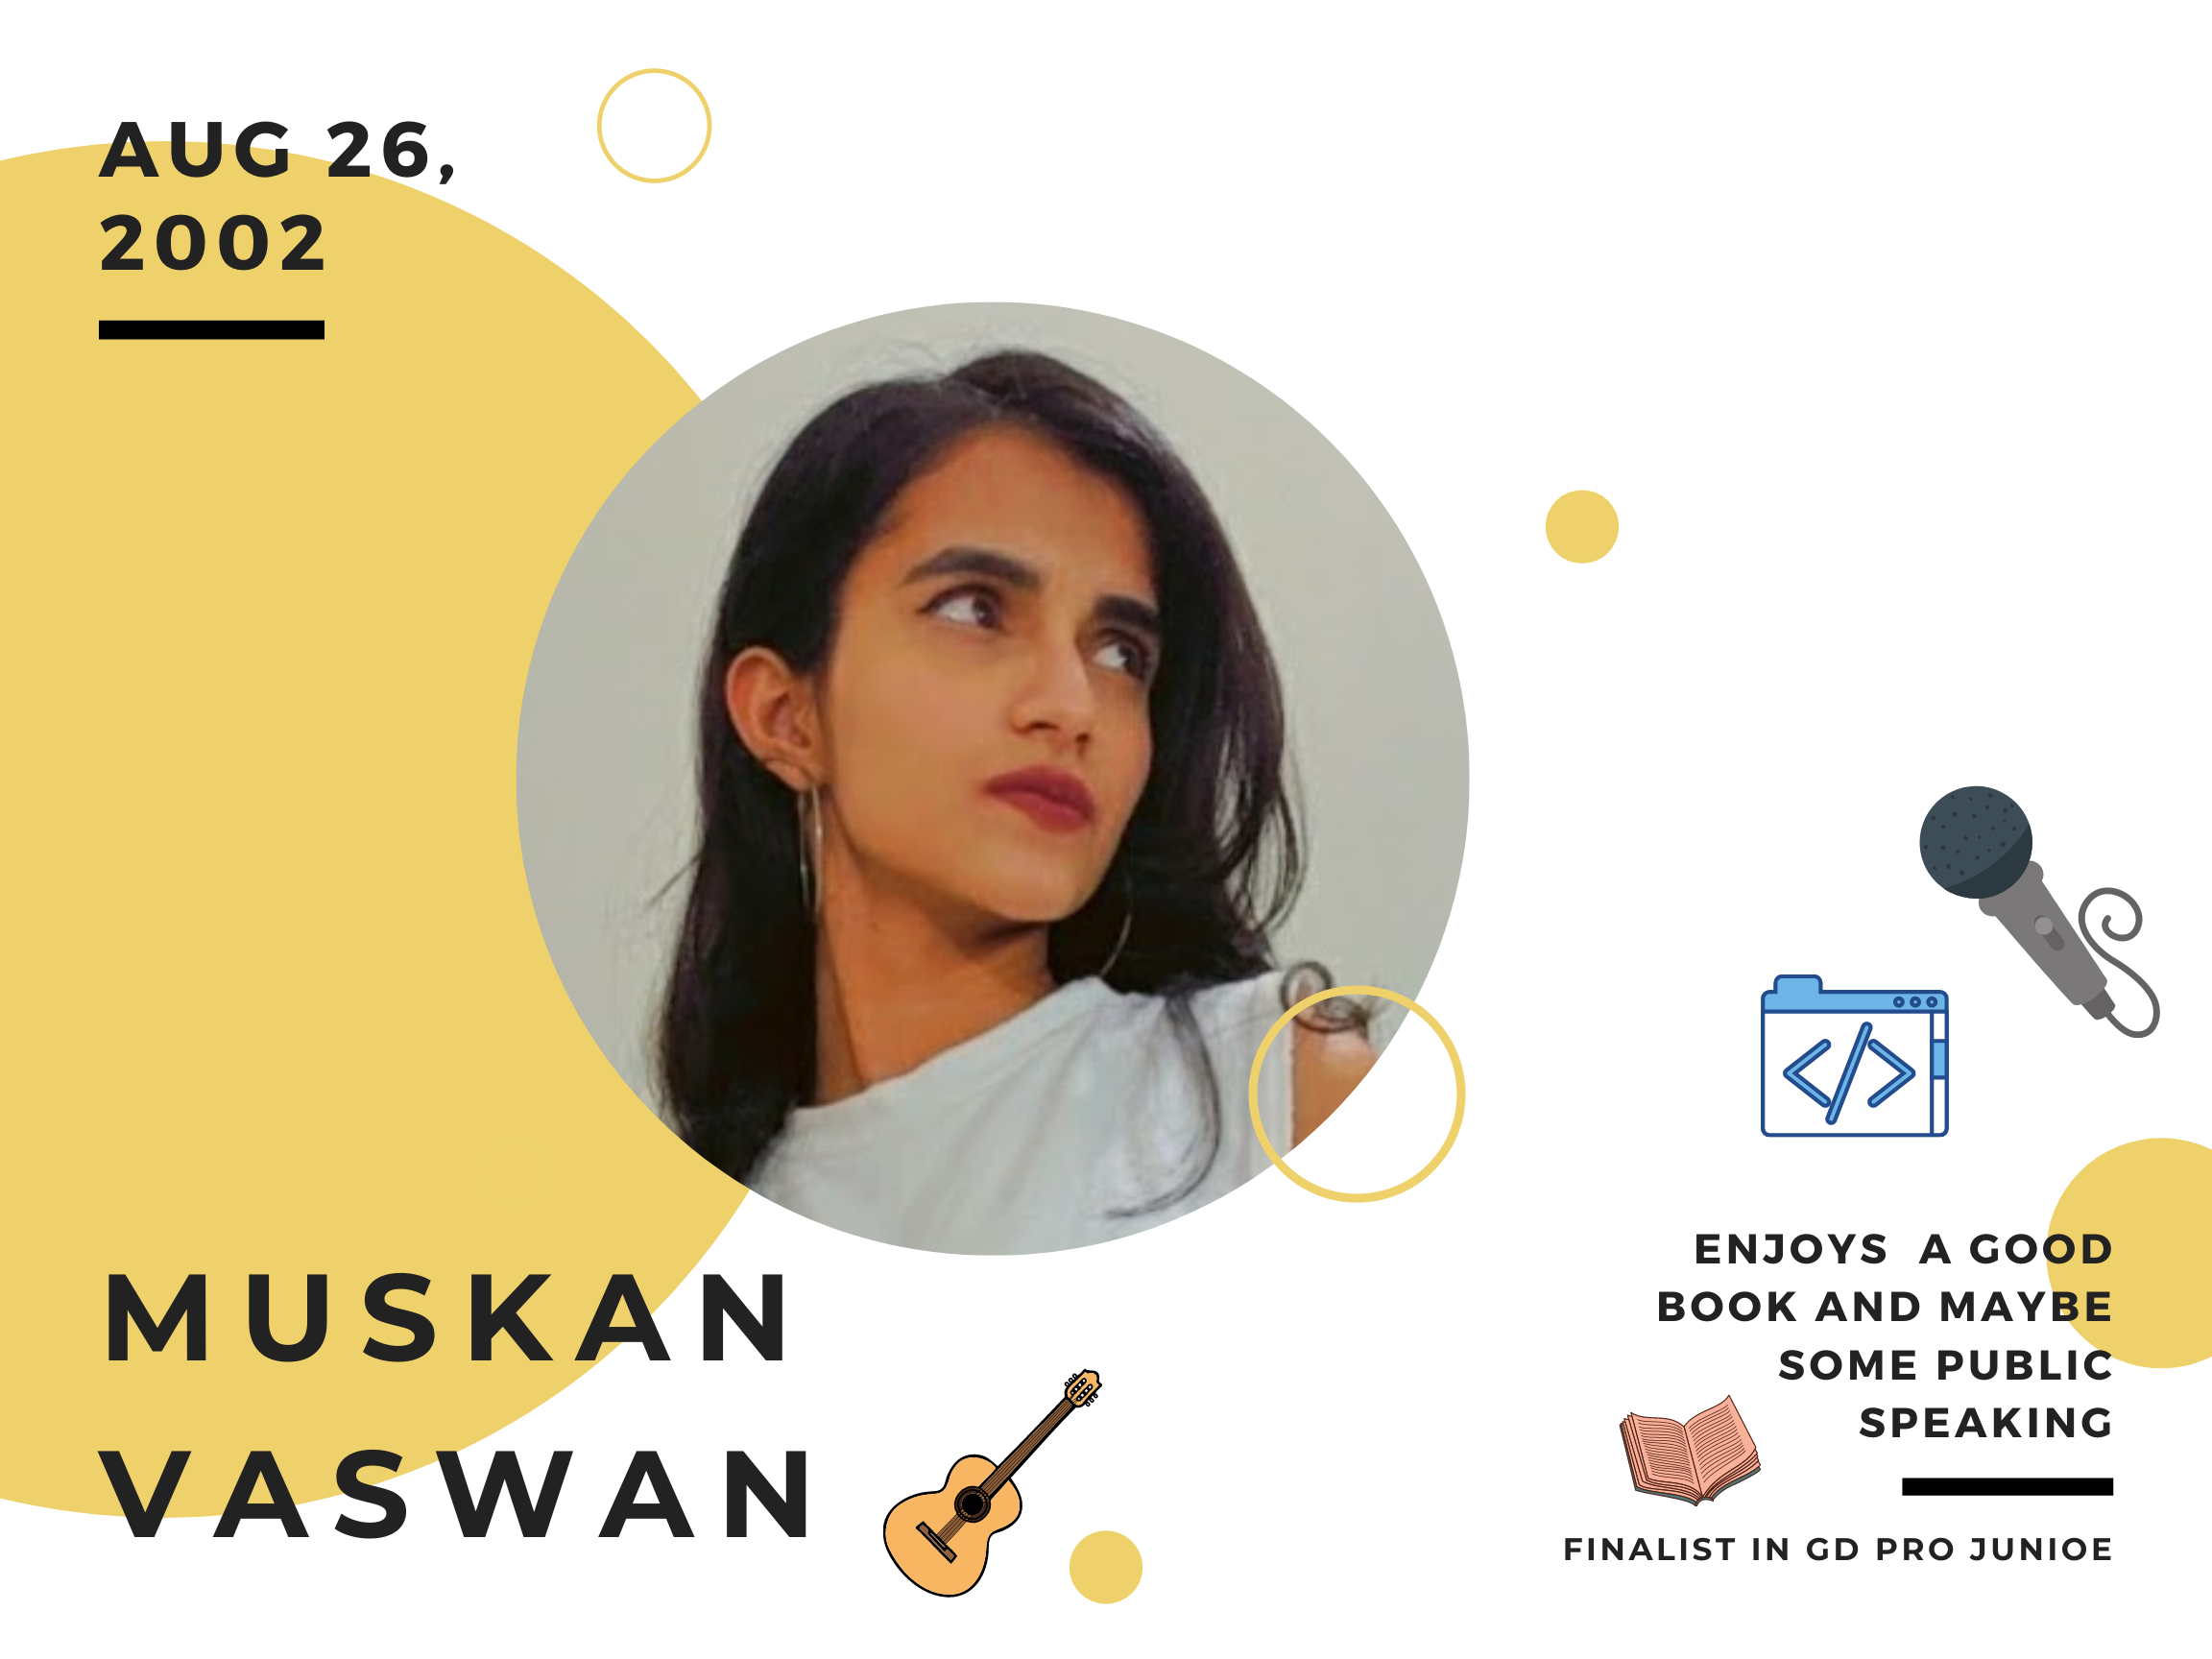 AUG 26,
2002
MUSKAN
VASWAN
ENJOYS A GOOD
BOOK AND MAYBE
SOME PUBLIC
SPEAKING
FINALIST IN GD PRO JUNIOE